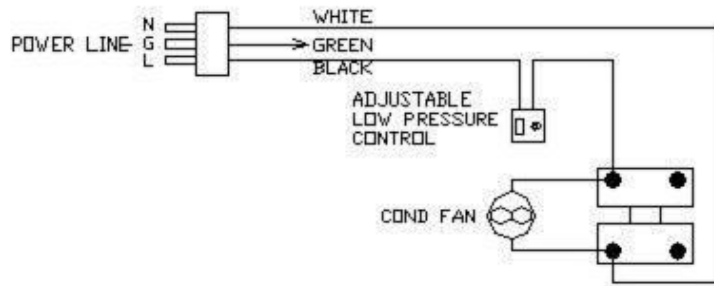 WHITE
N
POWER LINE G
GREEN
L
BLACK
ADJUSTABLE
LOW PRESSURE
CONTROL
COND FAN